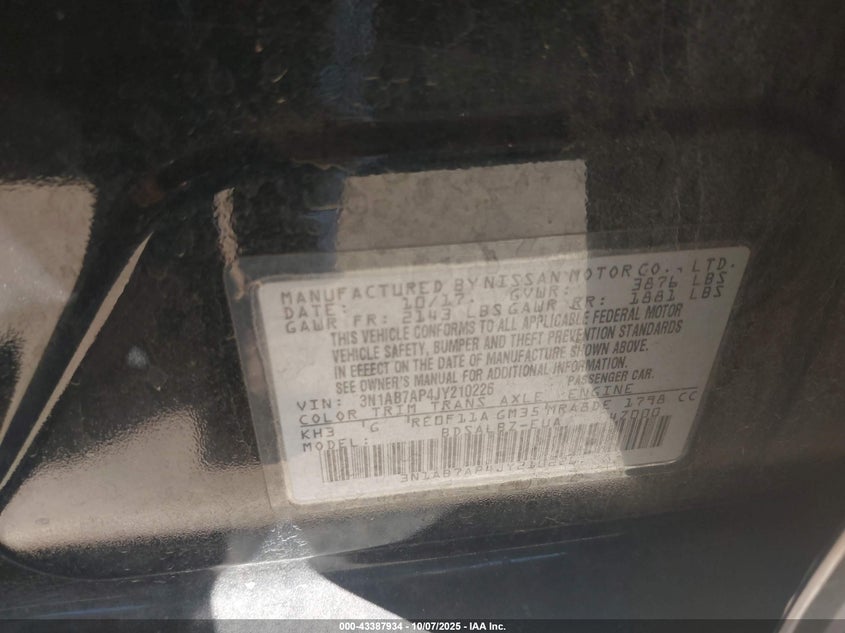 MANUFACTURED BY NISSAN MOTOR CO., LTD.
DATE: 10/17. GVWR: 3876 LBS
GAWR FR: 2143 LBS GAWR RR: 1881 LBS
THIS VEHICLE CONFORMS TO ALL APPLICABLE FEDERAL MOTOR
VEHICLE SAFETY, BUMPER AND THEFT PREVENTION STANDARDS
IN EFFECT ON THE DATE OF MANUFACTURE SHOWN ABOVE.
SEE OWNER'S MANUAL FOR ADDITIONAL INFORMATION.
VIN: 3N1AB7AP4JY210226 PASSENGER CAR.
COLOR TRIM TRANS AXLE ENGINE
KH3 G RE0F11A GM35 MRA8DE 1798 CC
MODEL: BDSALBZ-EUA 47000
000-43387934 - 10/07/2025 - IAA Inc.